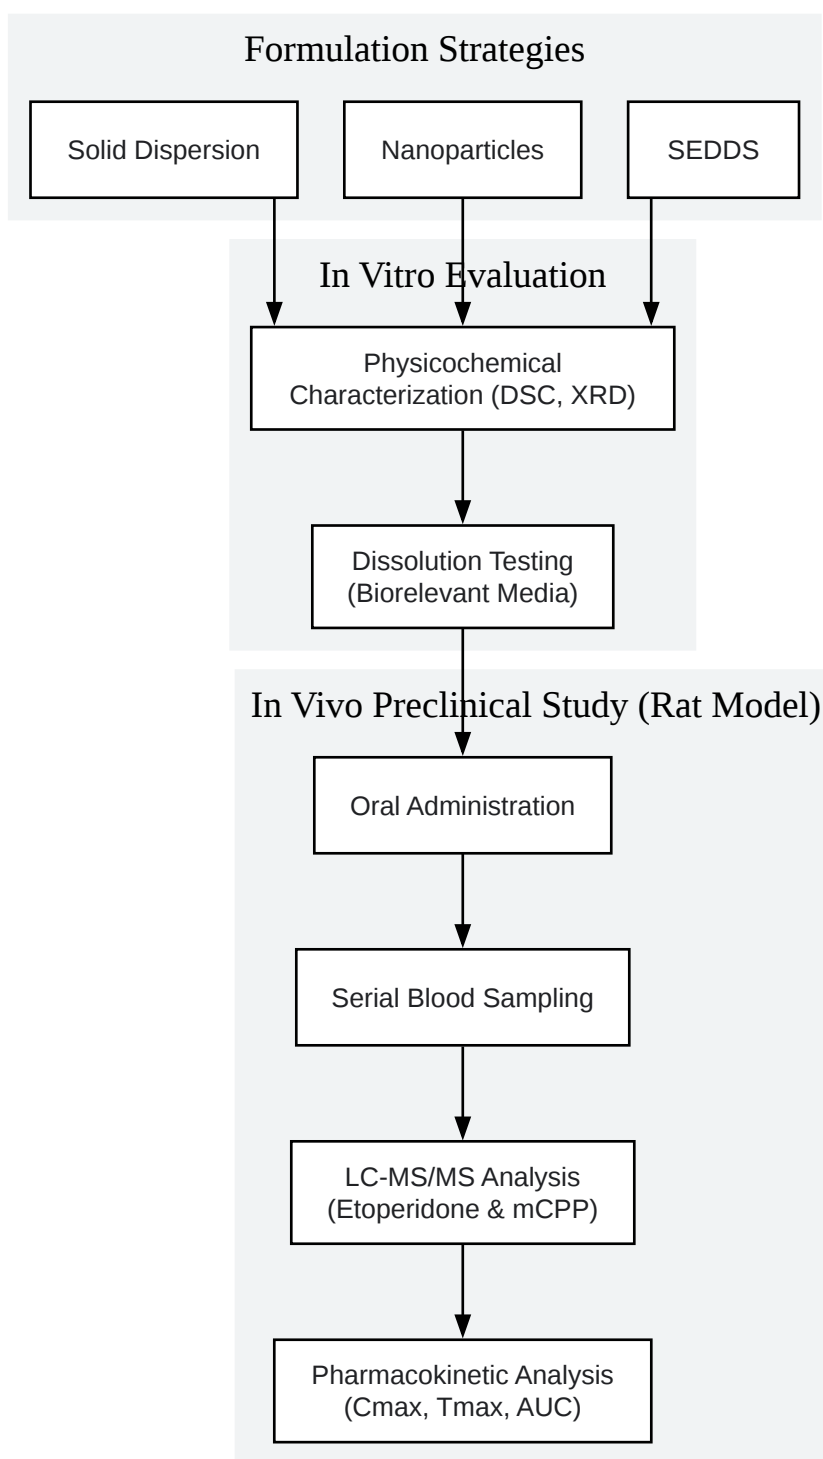 Formulation Strategies
Solid Dispersion
Nanoparticles
SEDDS
In Vitro Evaluation
Physicochemical
Characterization (DSC, XRD)
Dissolution Testing
(Biorelevant Media)
In Vivo Preclinical Study (Rat Model)
Oral Administration
Serial Blood Sampling
LC-MS/MS Analysis
(Etoperidone & mCPP)
Pharmacokinetic Analysis
(Cmax, Tmax, AUC)